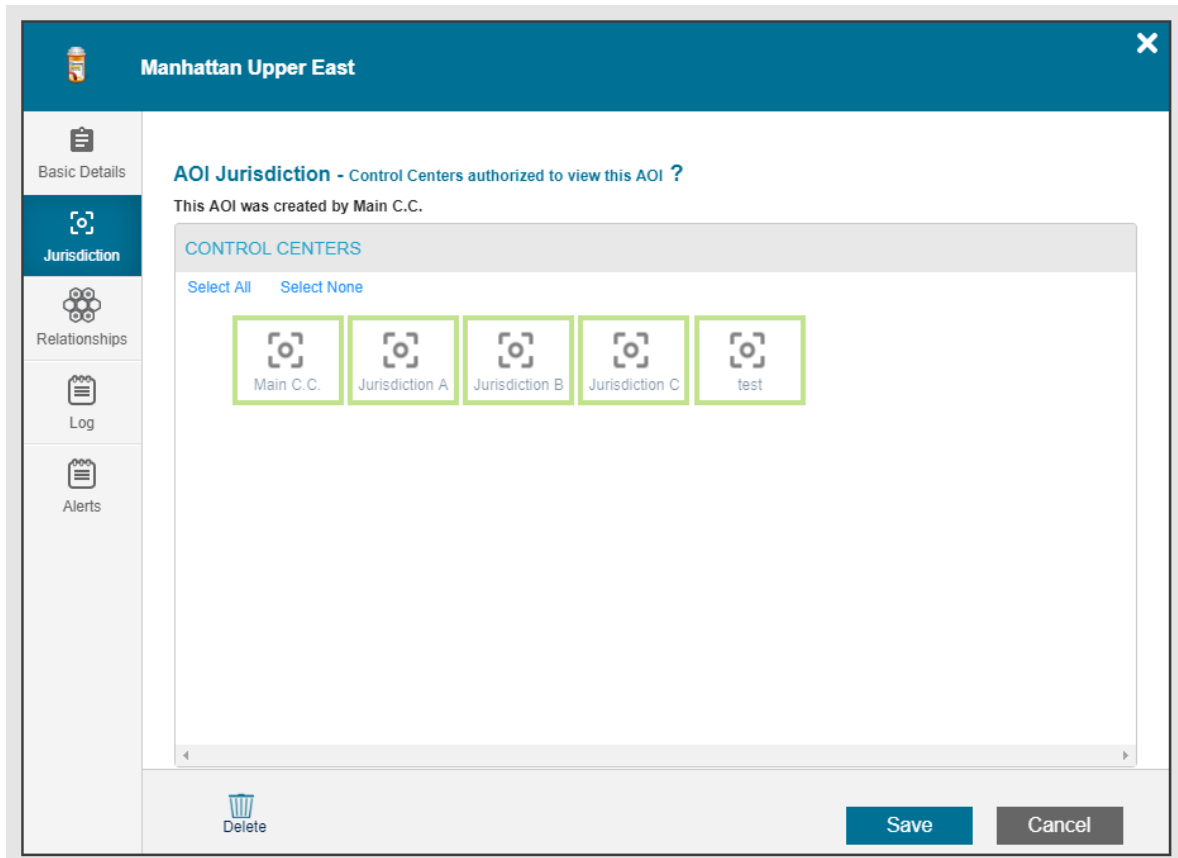 Manhattan Upper East
Basic Details
AOI Jurisdiction - Control Centers authorized to view this AOI ?
This AOI was created by Main C.C.
Jurisdiction
CONTROL CENTERS
Select All Select None
Relationships
Main C.C. Jurisdiction A Jurisdiction B Jurisdiction C test
Log
Alerts
Delete
Save Cancel